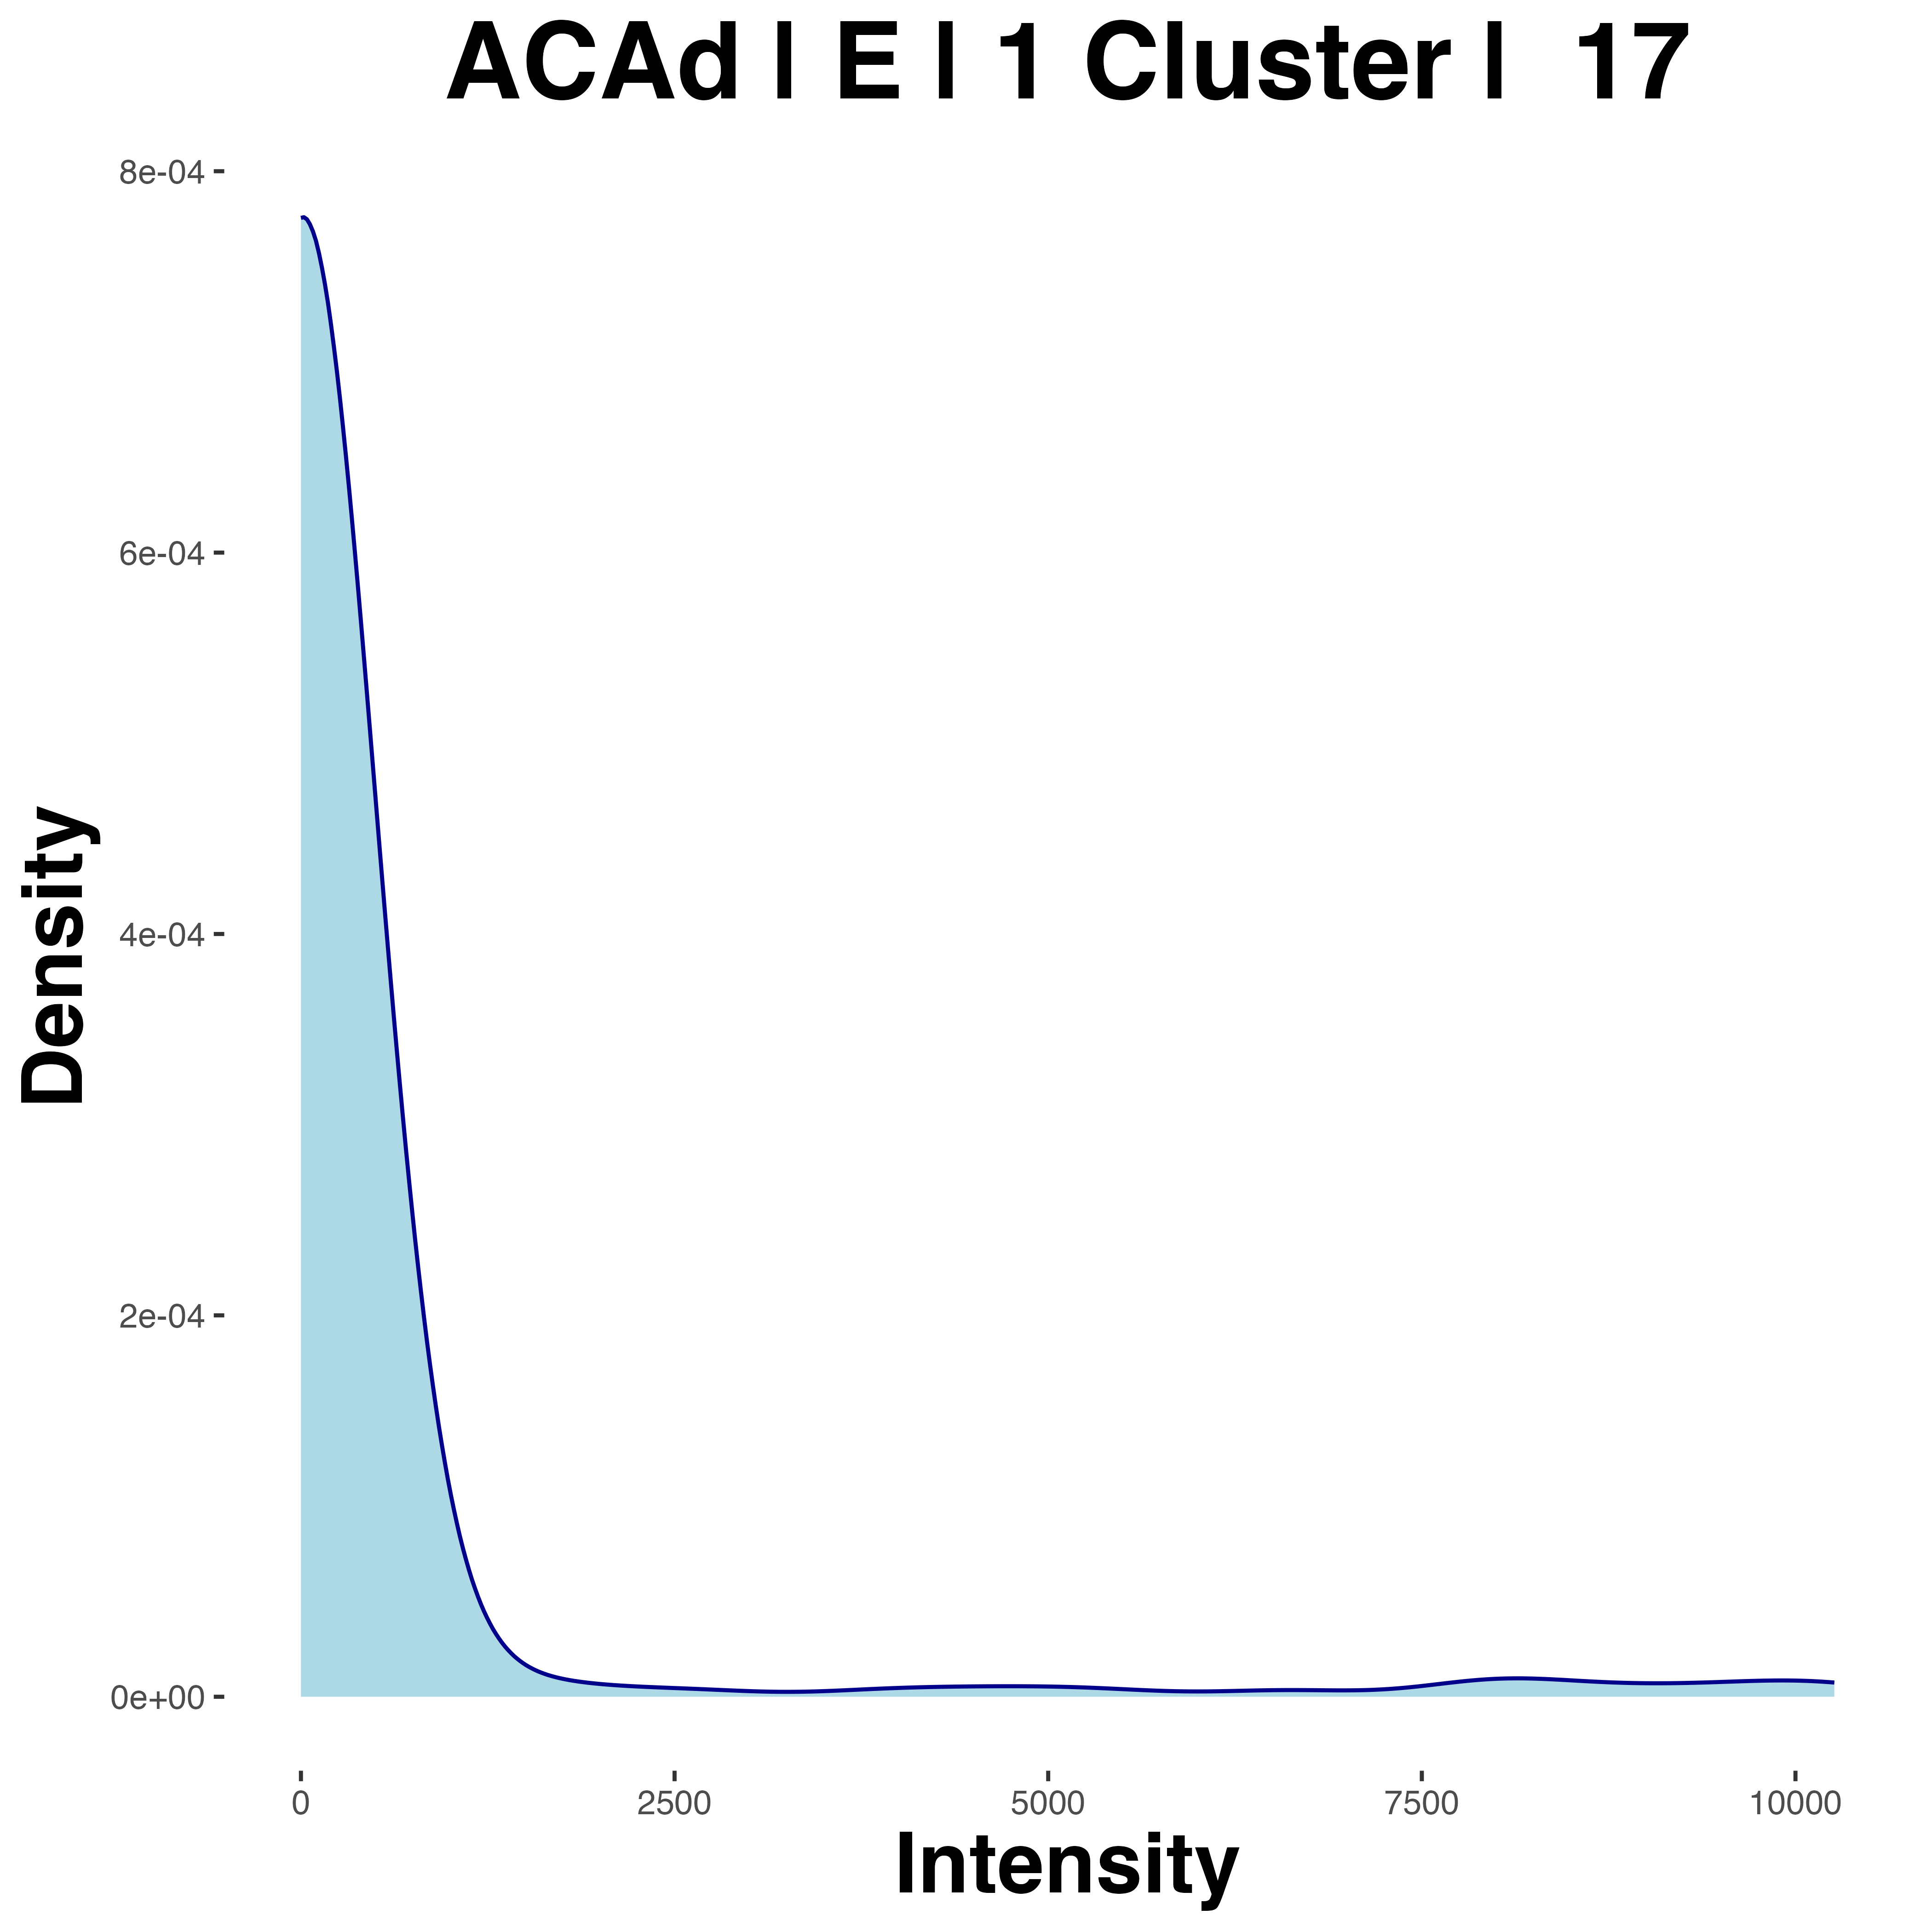 ACAd | E | 1 Cluster |  17
8e-04
6e-04
4e-04
2e-04
0e+00
Density
0
2500
5000
7500
10000
Intensity